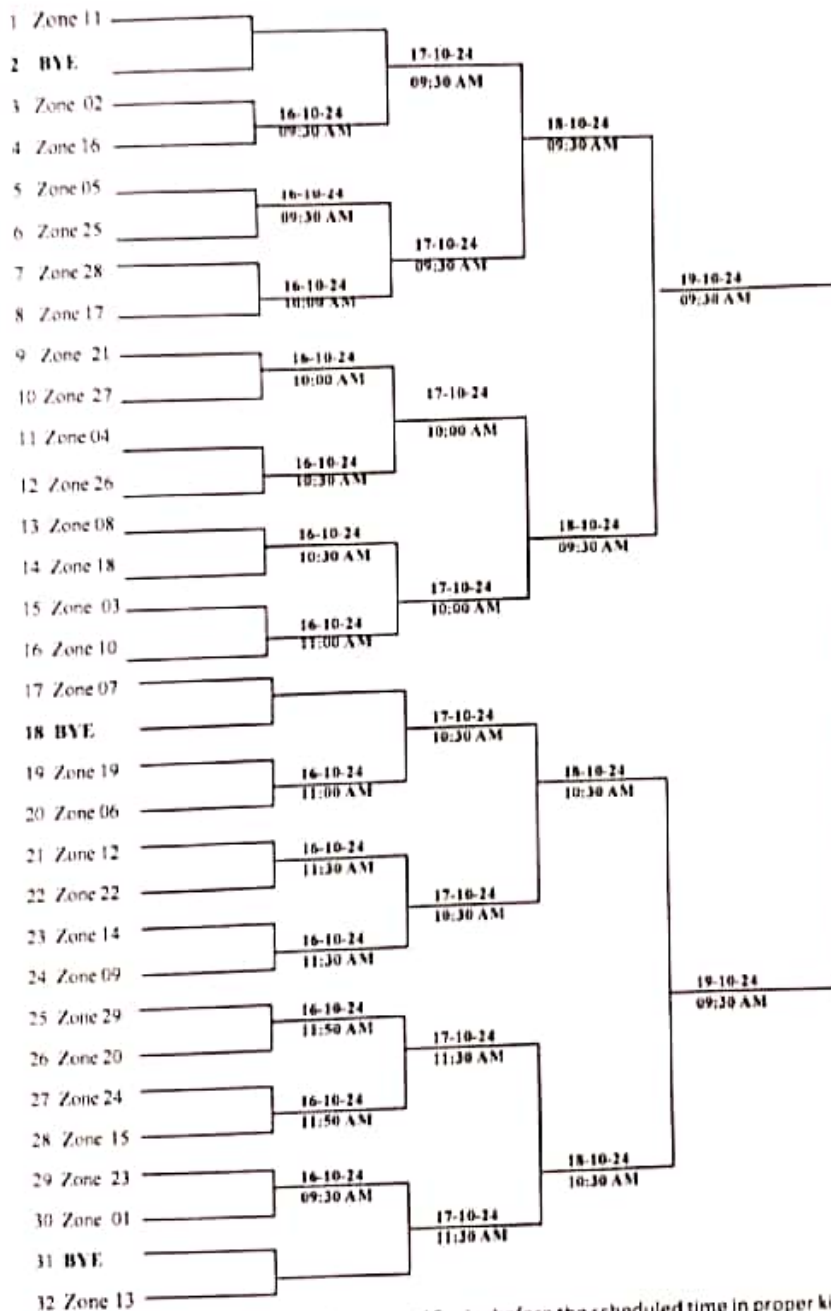 1 Zone 11
2 BYE
17-10-24
09:30 AM
3 Zone 02
16-10-24
09:30 AM
4 Zone 16
18-10-24
09:30 AM
5 Zone 05
16-10-24
09:30 AM
6 Zone 25
17-10-24
09:30 AM
7 Zone 28
16-10-24
10:00 AM
8 Zone 17
19-10-24
09:30 AM
9 Zone 21
16-10-24
10:00 AM
10 Zone 27
17-10-24
10:00 AM
11 Zone 04
16-10-24
10:30 AM
12 Zone 26
13 Zone 08
16-10-24
10:30 AM
18-10-24
09:30 AM
14 Zone 18
17-10-24
10:00 AM
15 Zone 03
16-10-24
11:00 AM
16 Zone 10
17 Zone 07
18 BYE
17-10-24
10:30 AM
19 Zone 19
16-10-24
11:00 AM
18-10-24
10:30 AM
20 Zone 06
21 Zone 12
16-10-24
11:30 AM
22 Zone 22
17-10-24
10:30 AM
23 Zone 14
16-10-24
11:30 AM
24 Zone 09
19-10-24
09:30 AM
25 Zone 29
16-10-24
11:50 AM
26 Zone 20
17-10-24
11:30 AM
27 Zone 24
16-10-24
11:50 AM
28 Zone 15
29 Zone 23
16-10-24
09:30 AM
18-10-24
10:30 AM
30 Zone 01
17-10-24
11:30 AM
31 BYE
32 Zone 13
before the scheduled time in proper